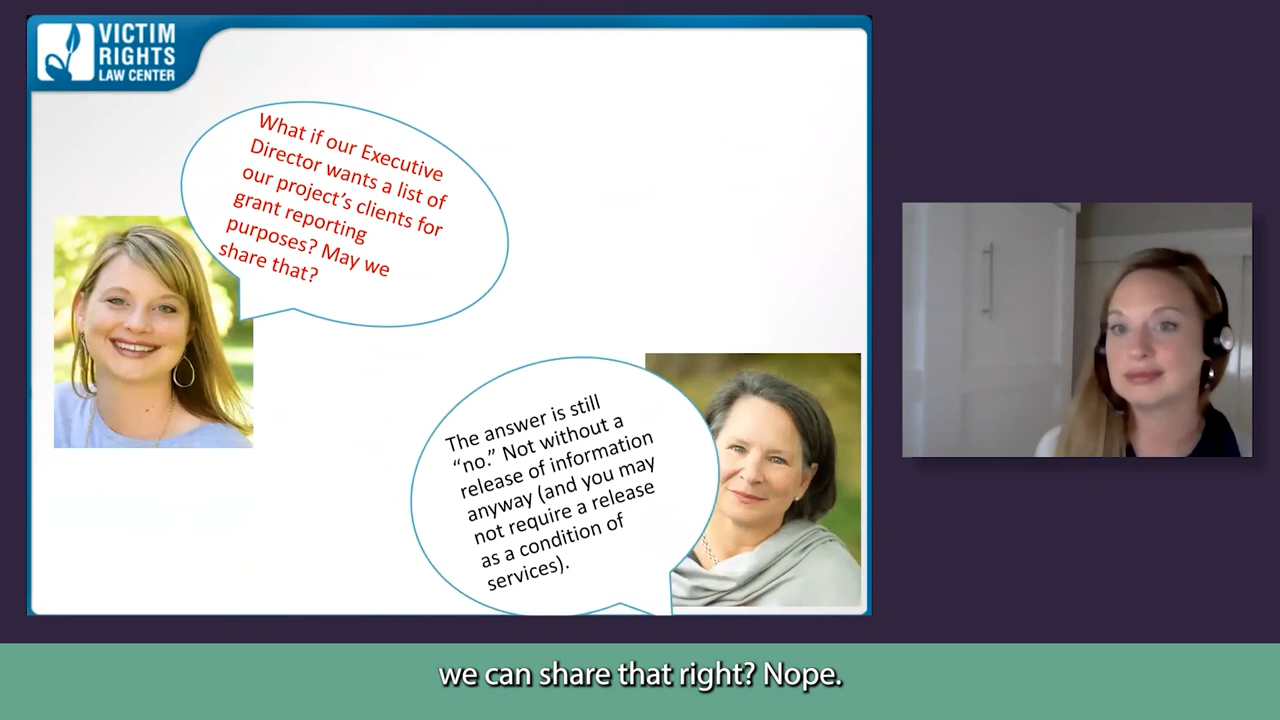 VICTIM
RIGHTS
LAW CENTER
What if our Executive
Director wants a list of
our project’s clients for
grant reporting
purposes? May we
share that?
The answer is still
“no.” Not without a
release of information
anyway (and you may
not require a release
as a condition of
services).
we can share that right? Nope.